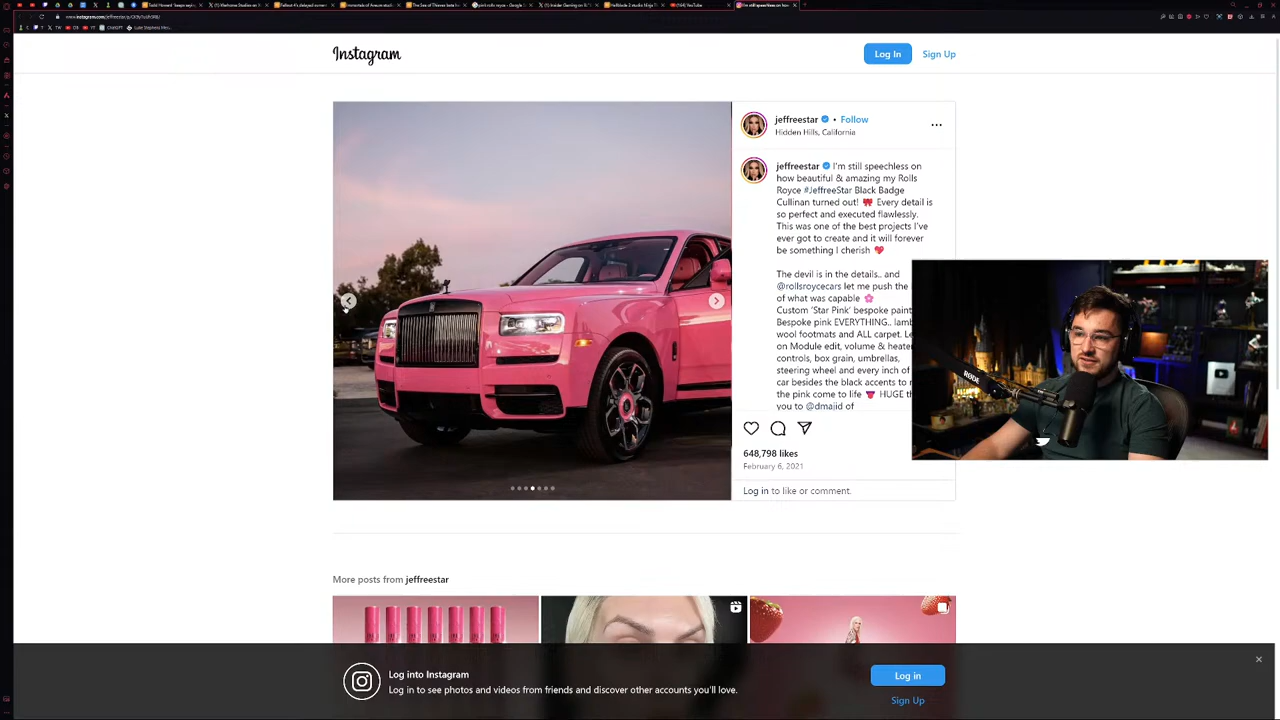 Instagram
Log In
Sign Up
jeffreestar • Follow
Hidden Hills, California
jeffreestar I'm still speechless on
how beautiful & amazing my Rolls
Royce #JeffreeStar Black Badge
Cullinan turned out! 🎀 Every detail is
so perfect and executed flawlessly.
This was one of the best projects I've
ever got to create and it will forever
be something I cherish 💖
The devil is in the details.. and
@rollsroycecars let me push the
of what was capable 🌸
Custom 'Star Pink' bespoke pain
Bespoke pink EVERYTHING.. lam
wool footmats and ALL carpet. Le
on Module edit, volume & heate
controls, box grain, umbrellas,
steering wheel and every inch of
car besides the black accents to
the pink come to life 👅 HUGE th
you to @dmajid of
648,798 likes
February 6, 2021
Log in to like or comment.
RØDE
More posts from jeffreestar
Log into Instagram
Log in to see photos and videos from friends and discover other accounts you'll love.
Log in
Sign Up